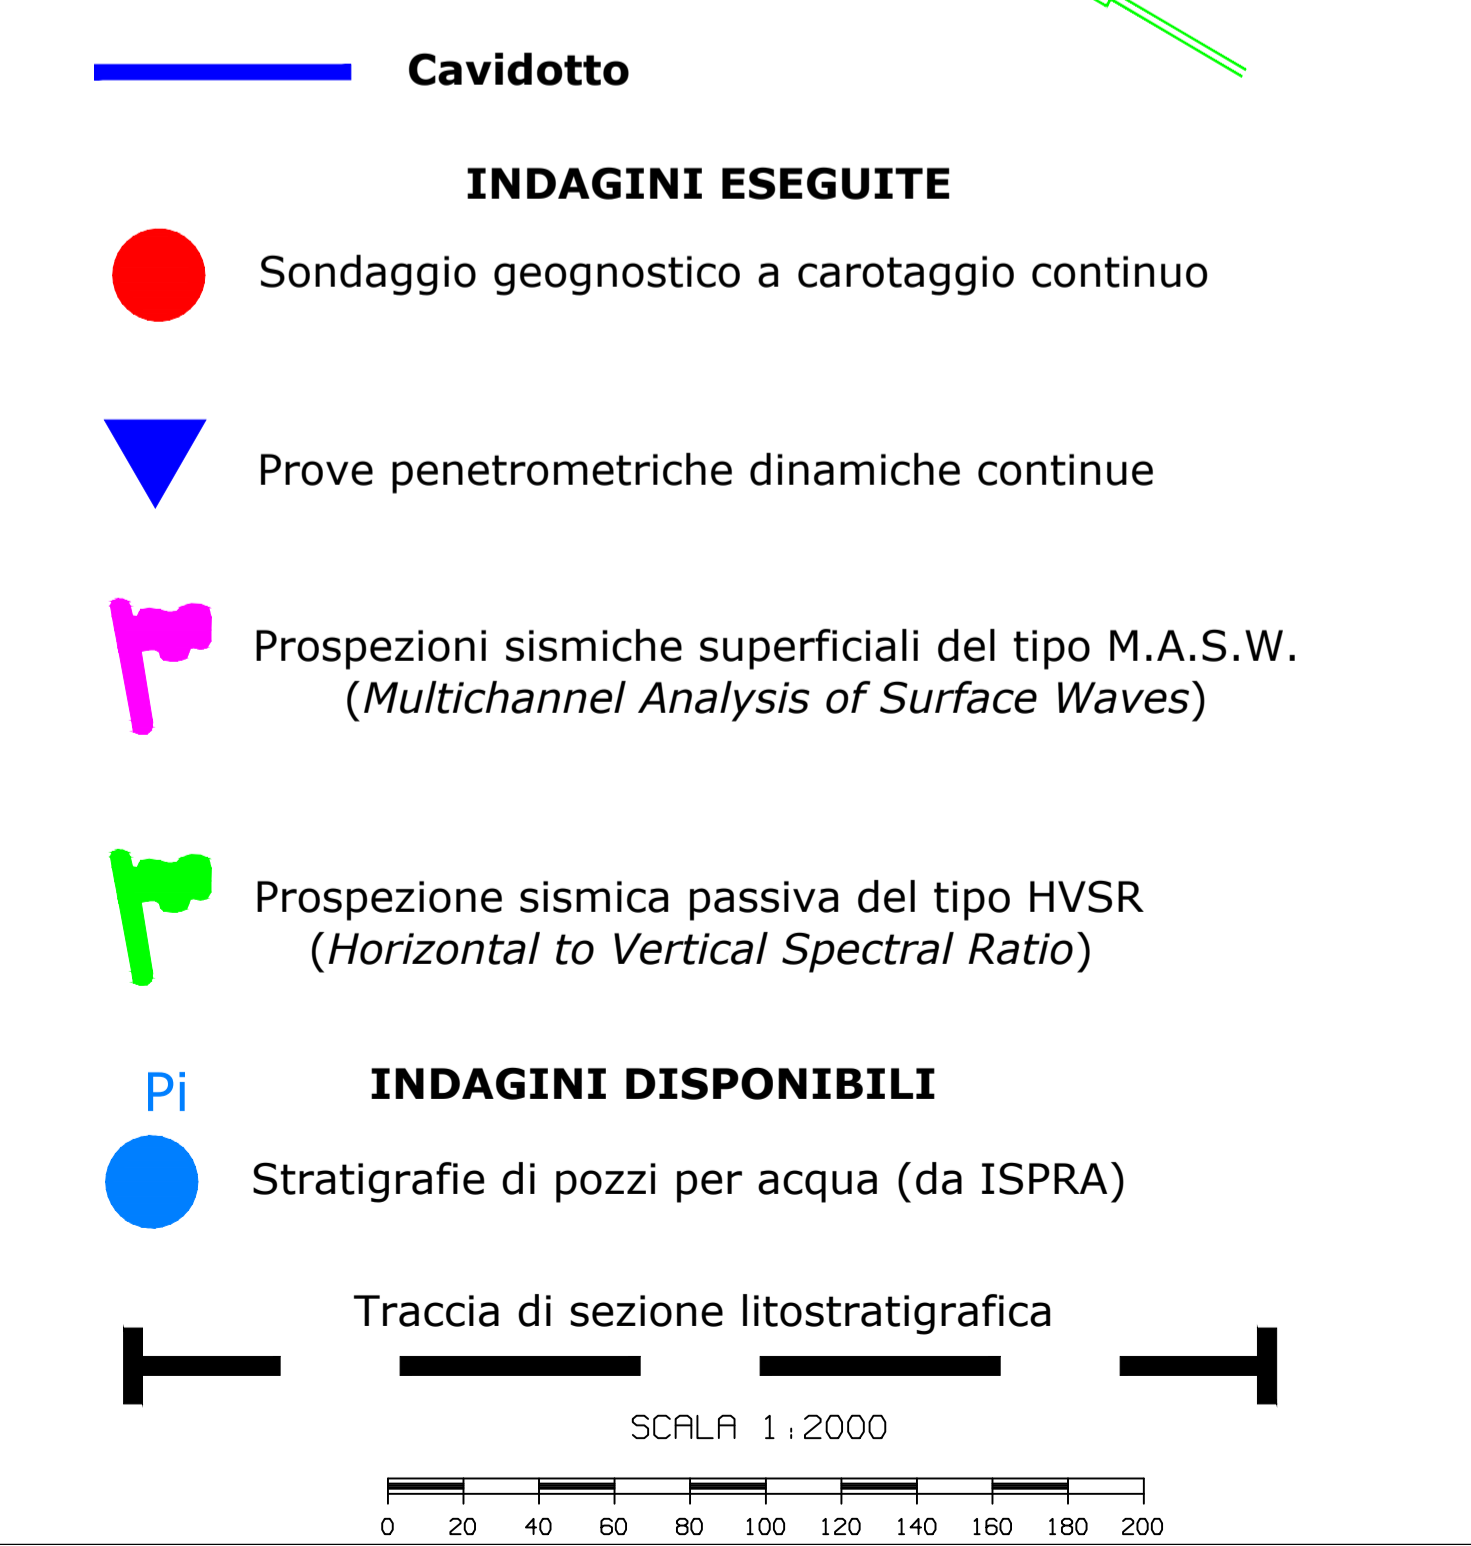 Cavidotto
INDAGINI ESEGUITE
Sondaggio geognostico a carotaggio continuo
Prove penetrometriche dinamiche continue
Prospezioni sismiche superficiali del tipo M.A.S.W.
(Multichannel Analysis of Surface Waves)
Prospezione sismica passiva del tipo HVSR
(Horizontal to Vertical Spectral Ratio)
Pi INDAGINI DISPONIBILI
Stratigrafie di pozzi per acqua (da ISPRA)
Traccia di sezione litostratigrafica
SCALA 1:2000
0 20 40 60 80 100 120 140 160 180 200